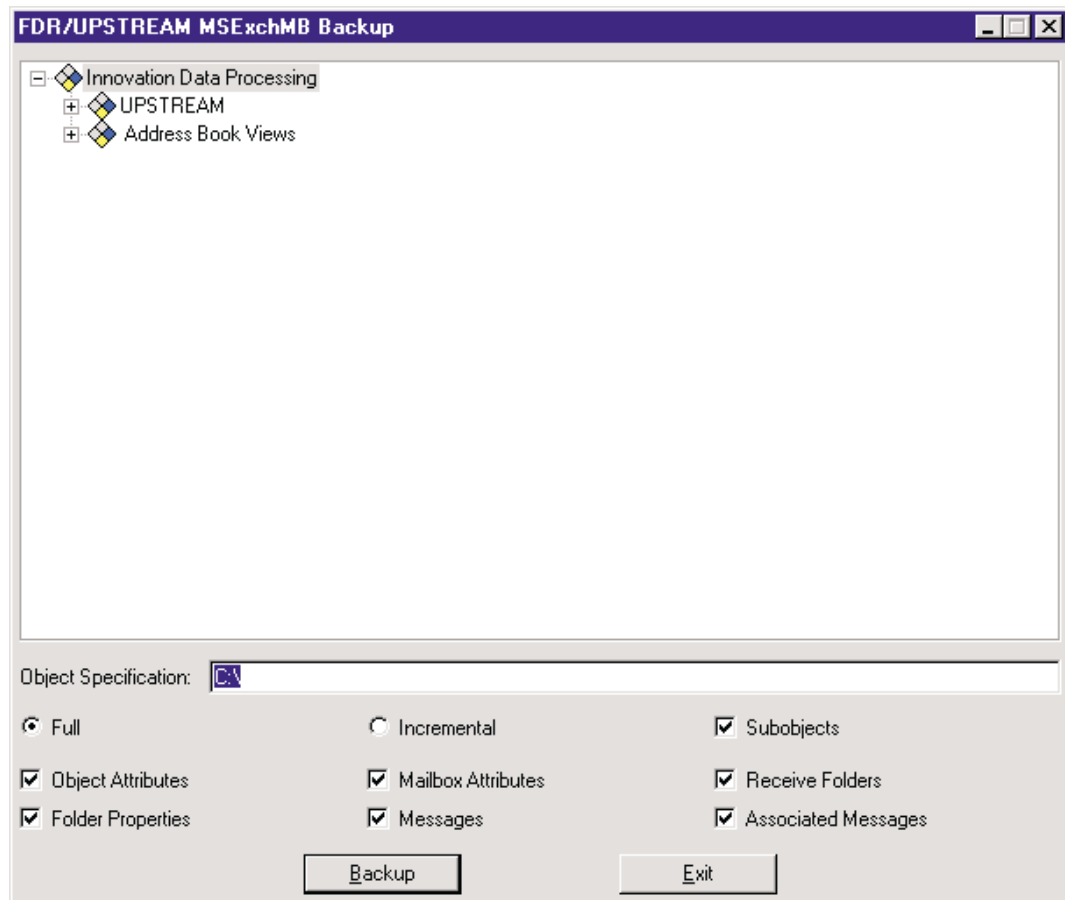 FDR/UPSTREAM MSExchMB Backup
Innovation Data Processing
UPSTREAM
Address Book Views
Object Specification: C:\
Full Incremental Subobjects
Object Attributes Mailbox Attributes Receive Folders
Folder Properties Messages Associated Messages
Backup Exit